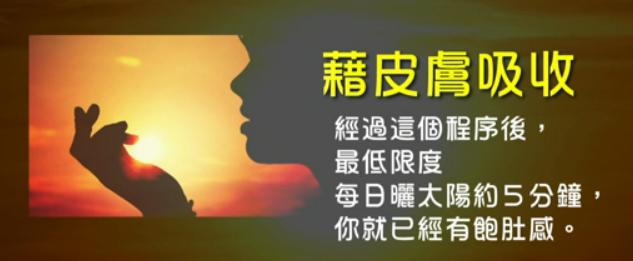 藉皮膚吸收
經過這個程序後，
最低限度
每日曬太陽約5分鐘，
你就已經有飽肚感。